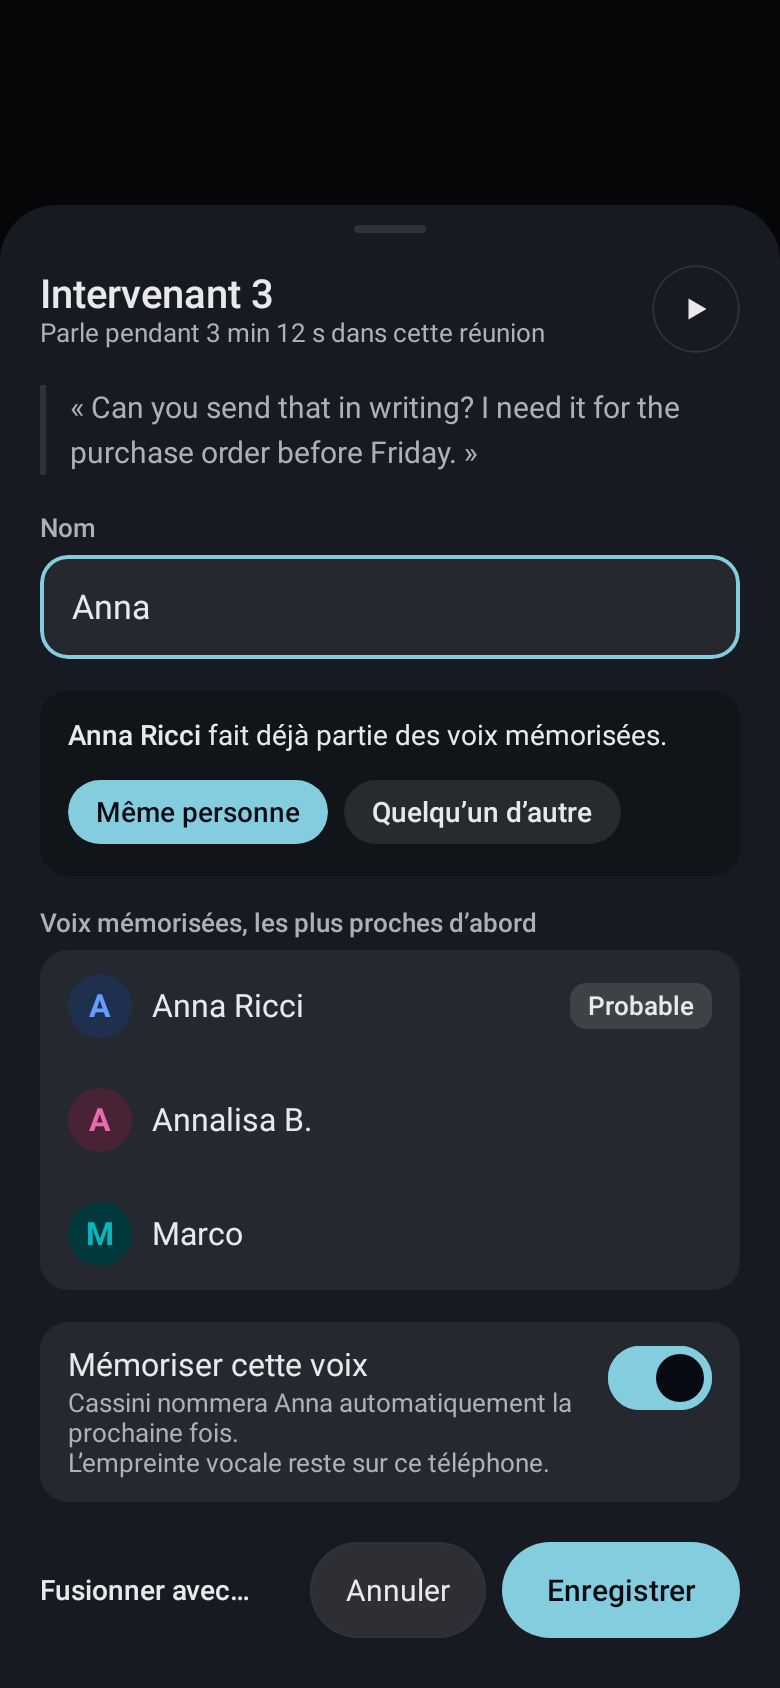 Intervenant 3
Parle pendant 3 min 12 s dans cette réunion
« Can you send that in writing? I need it for the
purchase order before Friday. »
Nom
Anna
Anna Ricci fait déjà partie des voix mémorisées.
Même personne
Quelqu’un d’autre
Voix mémorisées, les plus proches d’abord
A Anna Ricci Probable
A Annalisa B.
M Marco
Mémoriser cette voix
Cassini nommera Anna automatiquement la
prochaine fois.
L’empreinte vocale reste sur ce téléphone.
Fusionner avec… Annuler Enregistrer